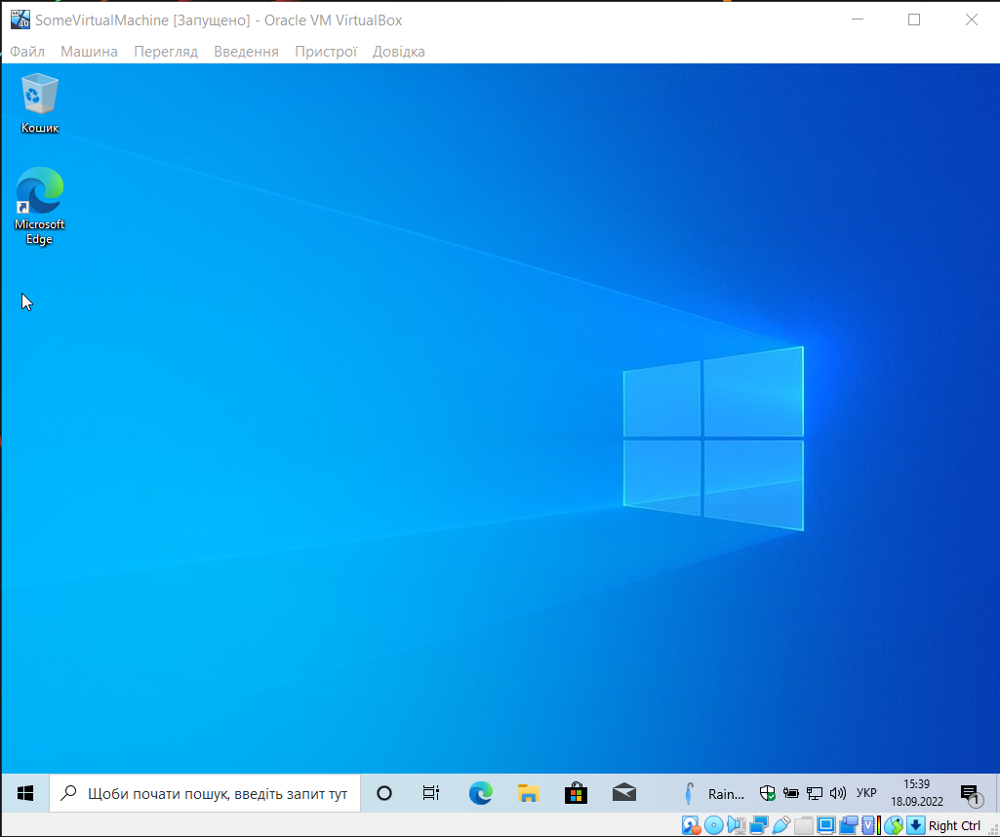 SomeVirtualMachine [Запущено] - Oracle VM VirtualBox
Файл Машина Перегляд Введення Пристрої Довідка
Кошик
Microsoft
Edge
Щоби почати пошук, введіть запит тут
Rain...
УКР
15:39
18.09.2022
1
Right Ctrl